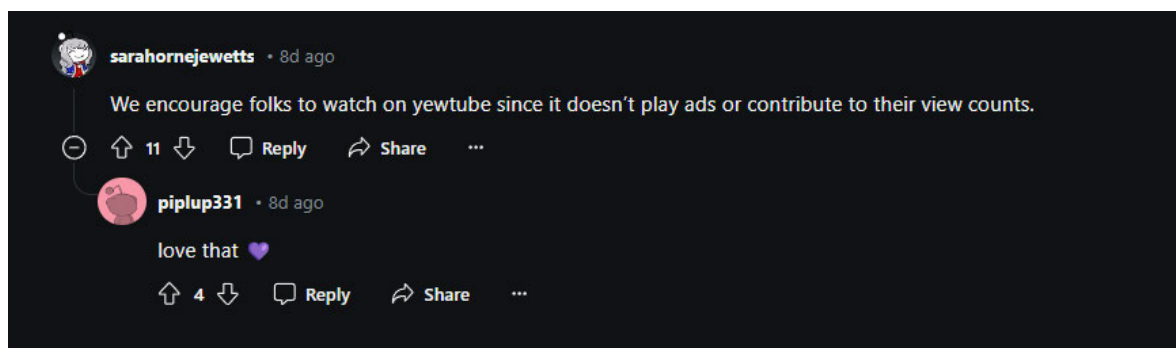 sarahornejewetts • 8d ago
We encourage folks to watch on yewtube since it doesn’t play ads or contribute to their view counts.
11 Reply Share ...
piplup331 • 8d ago
love that 💜
4 Reply Share ...